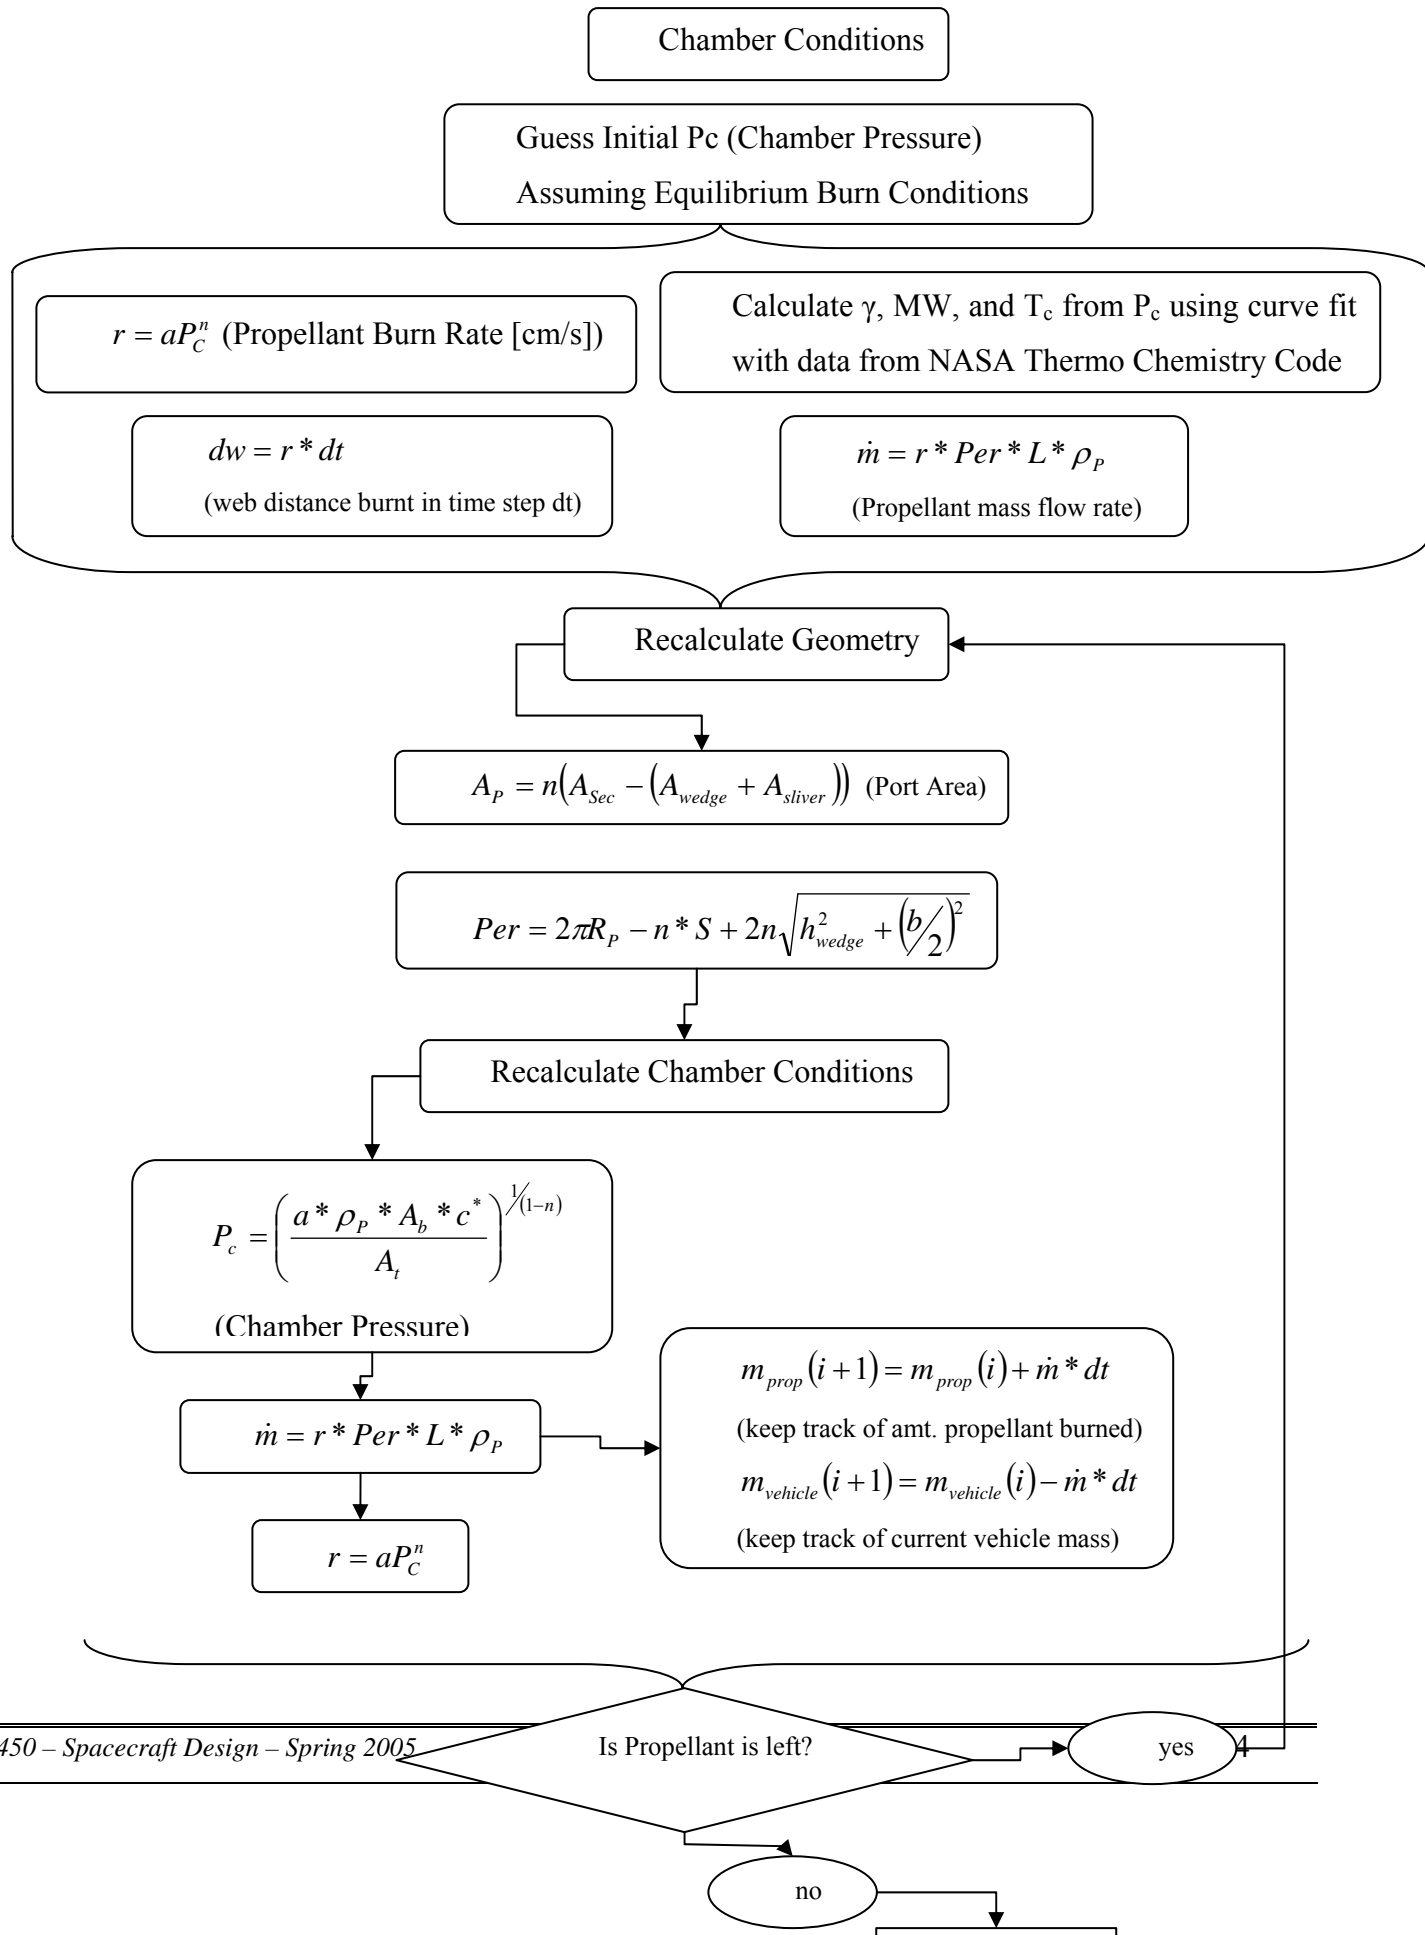 Chamber Conditions
Guess Initial Pc (Chamber Pressure)
Assuming Equilibrium Burn Conditions
r = aP_C^n (Propellant Burn Rate [cm/s])
Calculate γ, MW, and T_c from P_c using curve fit
with data from NASA Thermo Chemistry Code
dw = r * dt
(web distance burnt in time step dt)
ṁ = r * Per * L * ρ_P
(Propellant mass flow rate)
Recalculate Geometry
A_P = n(A_Sec − (A_wedge + A_sliver)) (Port Area)
Per = 2πR_P − n * S + 2n√(h_wedge^2 + (b/2)^2)
Recalculate Chamber Conditions
P_c = (a * ρ_P * A_b * c^* / A_t)^(1/(1−n))
(Chamber Pressure)
m_prop(i + 1) = m_prop(i) + ṁ * dt
(keep track of amt. propellant burned)
m_vehicle(i + 1) = m_vehicle(i) − ṁ * dt
(keep track of current vehicle mass)
ṁ = r * Per * L * ρ_P
r = aP_C^n
Is Propellant is left?
yes
450 – Spacecraft Design – Spring 2005
4
no